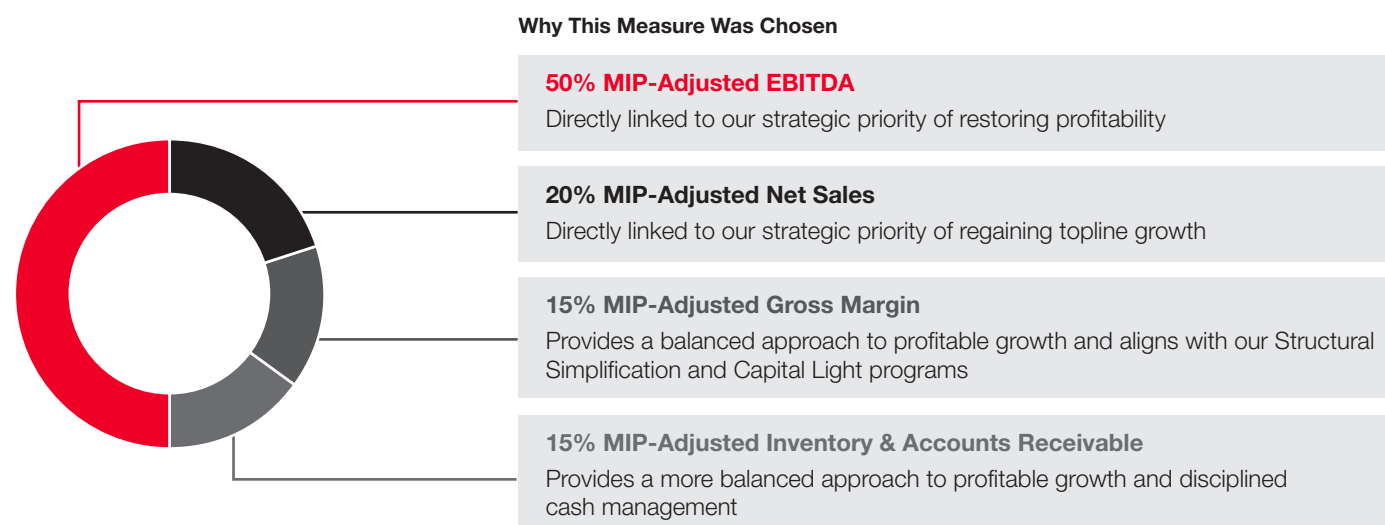 Why This Measure Was Chosen
50% MIP-Adjusted EBITDA
Directly linked to our strategic priority of restoring profitability
20% MIP-Adjusted Net Sales
Directly linked to our strategic priority of regaining topline growth
15% MIP-Adjusted Gross Margin
Provides a balanced approach to profitable growth and aligns with our Structural
Simplification and Capital Light programs
15% MIP-Adjusted Inventory & Accounts Receivable
Provides a more balanced approach to profitable growth and disciplined
cash management